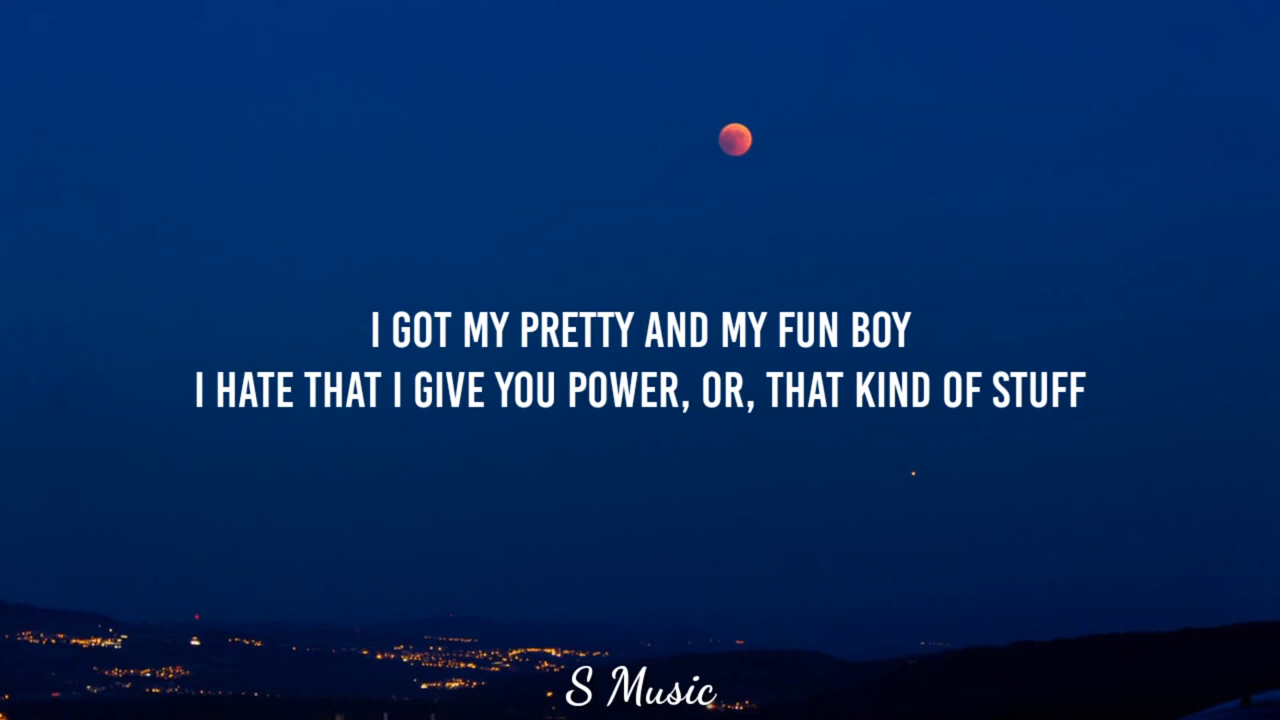 I GOT MY PRETTY AND MY FUN BOY
I HATE THAT I GIVE YOU POWER, OR, THAT KIND OF STUFF
S Music